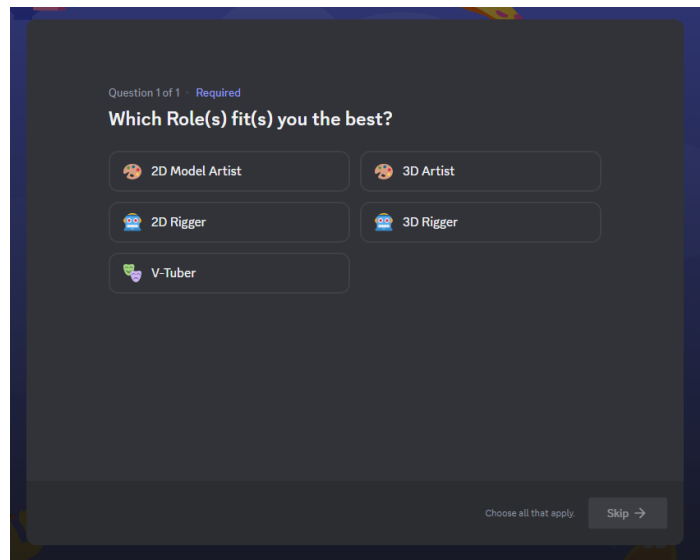 Question 1 of 1 · Required
Which Role(s) fit(s) you the best?
2D Model Artist
3D Artist
2D Rigger
3D Rigger
V-Tuber
Choose all that apply.
Skip →